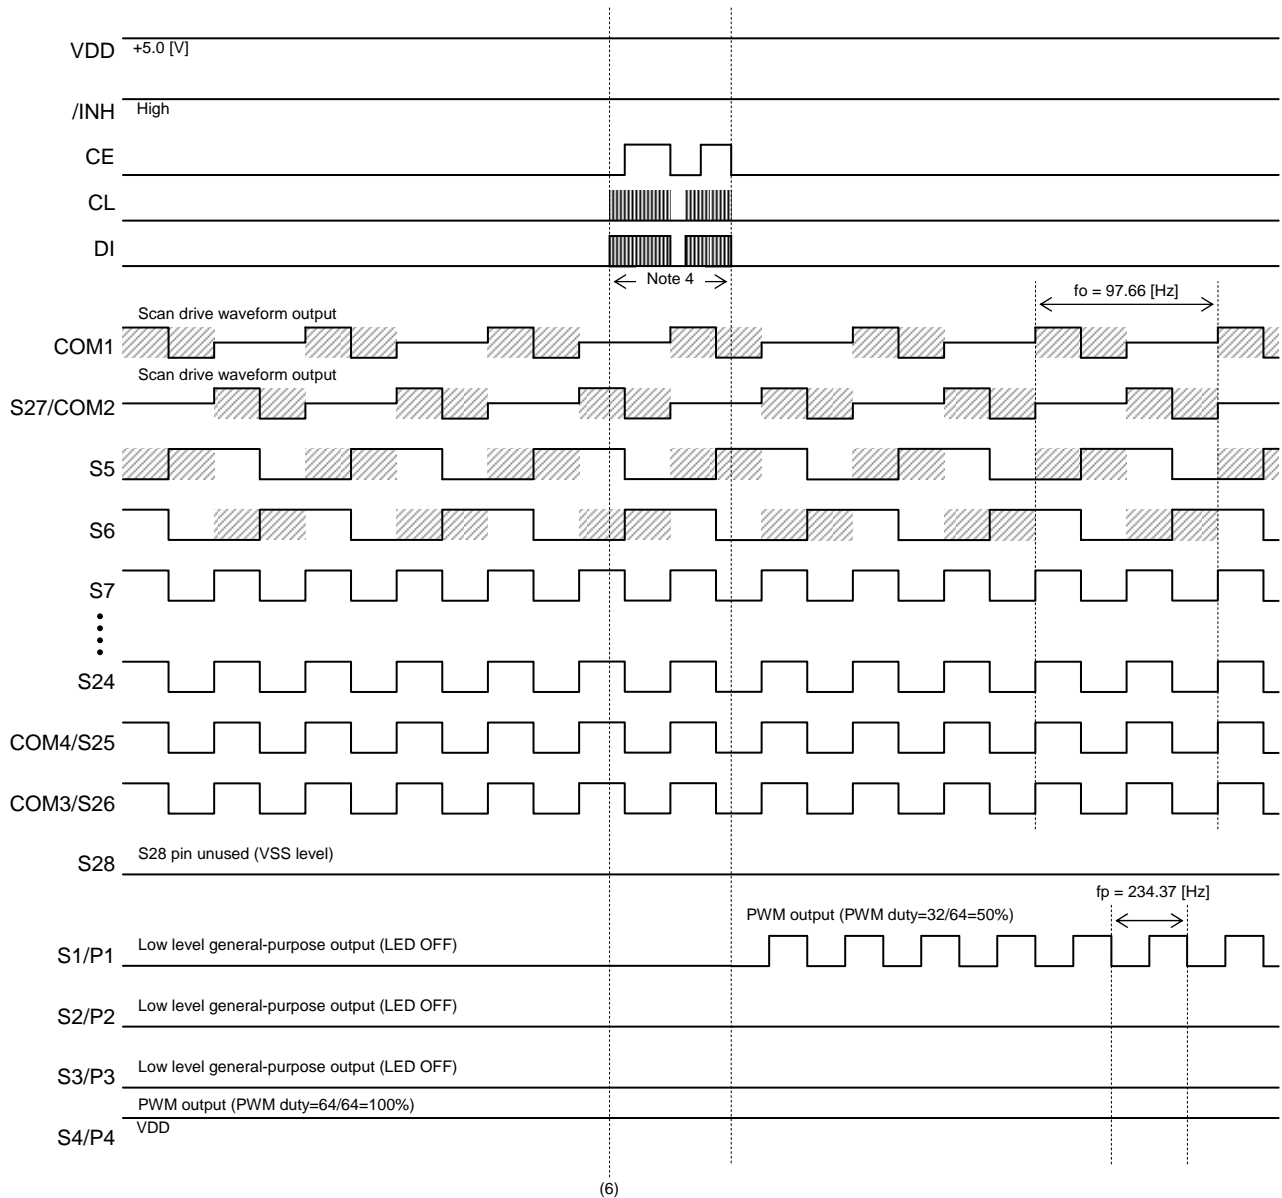 VDD +5.0 [V]
/INH High
CE
CL
DI
Note 4
fo = 97.66 [Hz]
Scan drive waveform output
COM1
Scan drive waveform output
S27/COM2
S5
S6
S7
S24
COM4/S25
COM3/S26
S28 S28 pin unused (VSS level)
fp = 234.37 [Hz]
PWM output (PWM duty=32/64=50%)
S1/P1 Low level general-purpose output (LED OFF)
S2/P2 Low level general-purpose output (LED OFF)
S3/P3 Low level general-purpose output (LED OFF)
PWM output (PWM duty=64/64=100%)
S4/P4 VDD
(6)